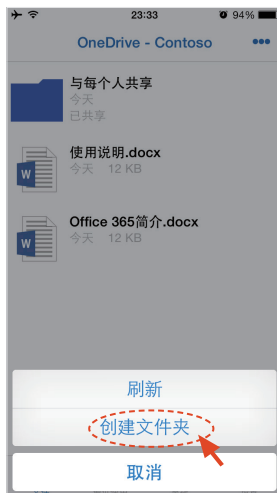 23:33
94%
OneDrive - Contoso
与每个人共享
今天
已共享
使用说明.docx
今天 12 KB
Office 365简介.docx
今天 12 KB
刷新
创建文件夹
取消